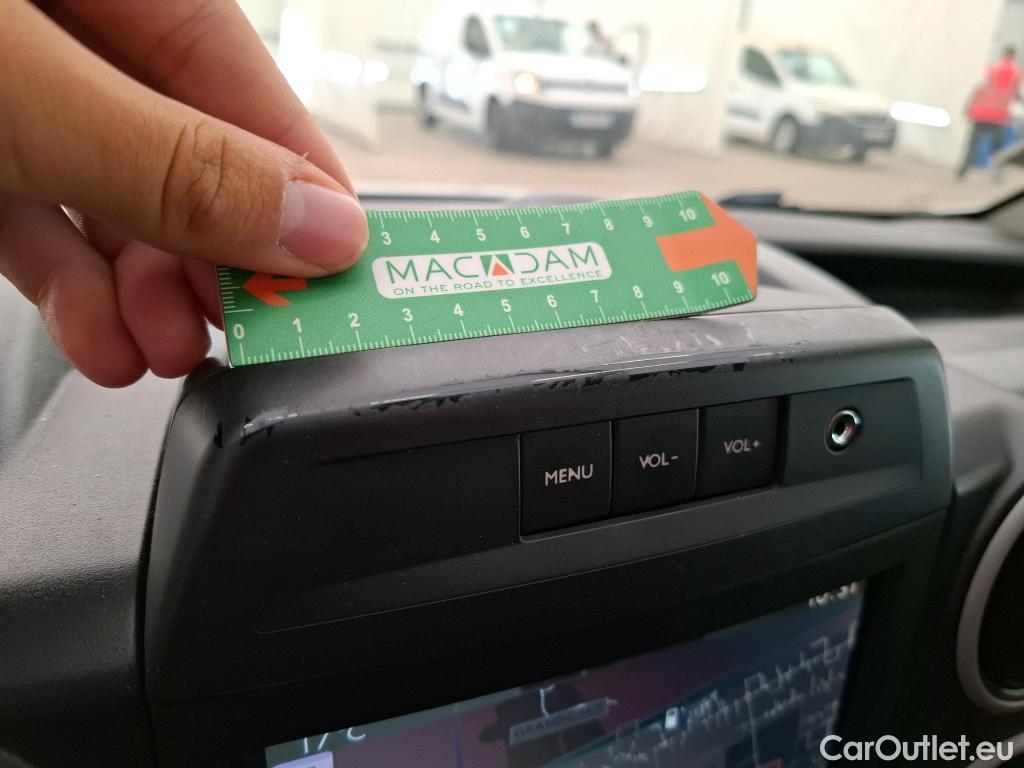 3 4 5 6 7 8 9 10
MACADAM
ON THE ROAD TO EXCELLENCE
0 1 2 3 4 5 6 7 8 9 10
MENU VOL- VOL+
CarOutlet.eu